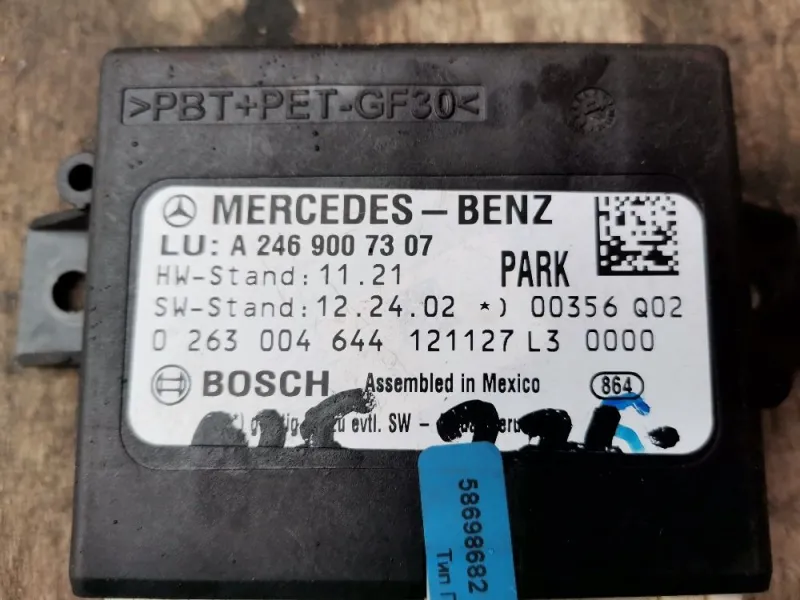 >PBT+PET-GF30<
MERCEDES-BENZ
LU: A 246 900 73 07
HW-Stand: 11.21
PARK
SW-Stand: 12.24.02 *) 00356 Q02
0 263 004 644 121127 L3 0000
BOSCH Assembled in Mexico 864
zu evtl. SW -
58698682
Тип